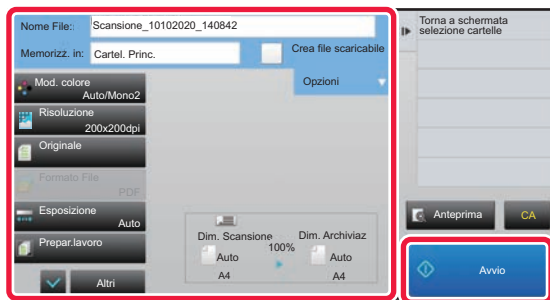 Nome File:
Scansione_10102020_140842
Memorizz. in:
Cartel. Princ.
Crea file scaricabile
Opzioni
Mod. colore
Auto/Mono2
Risoluzione
200x200dpi
Originale
Formato File
PDF
Esposizione
Auto
Prepar.lavoro
Altri
Dim. Scansione
100%
Dim. Archiviaz
Auto
Auto
A4
A4
Torna a schermata
selezione cartelle
Anteprima
CA
Avvio